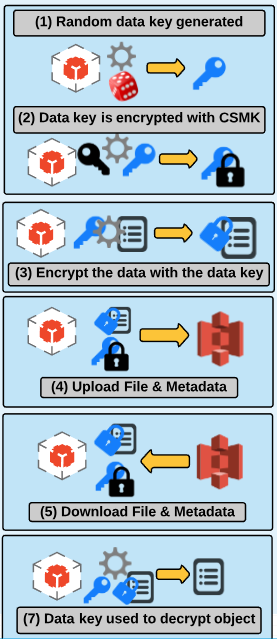 (1) Random data key generated
(2) Data key is encrypted with CSMK
(3) Encrypt the data with the data key
(4) Upload File & Metadata
(5) Download File & Metadata
(7) Data key used to decrypt object